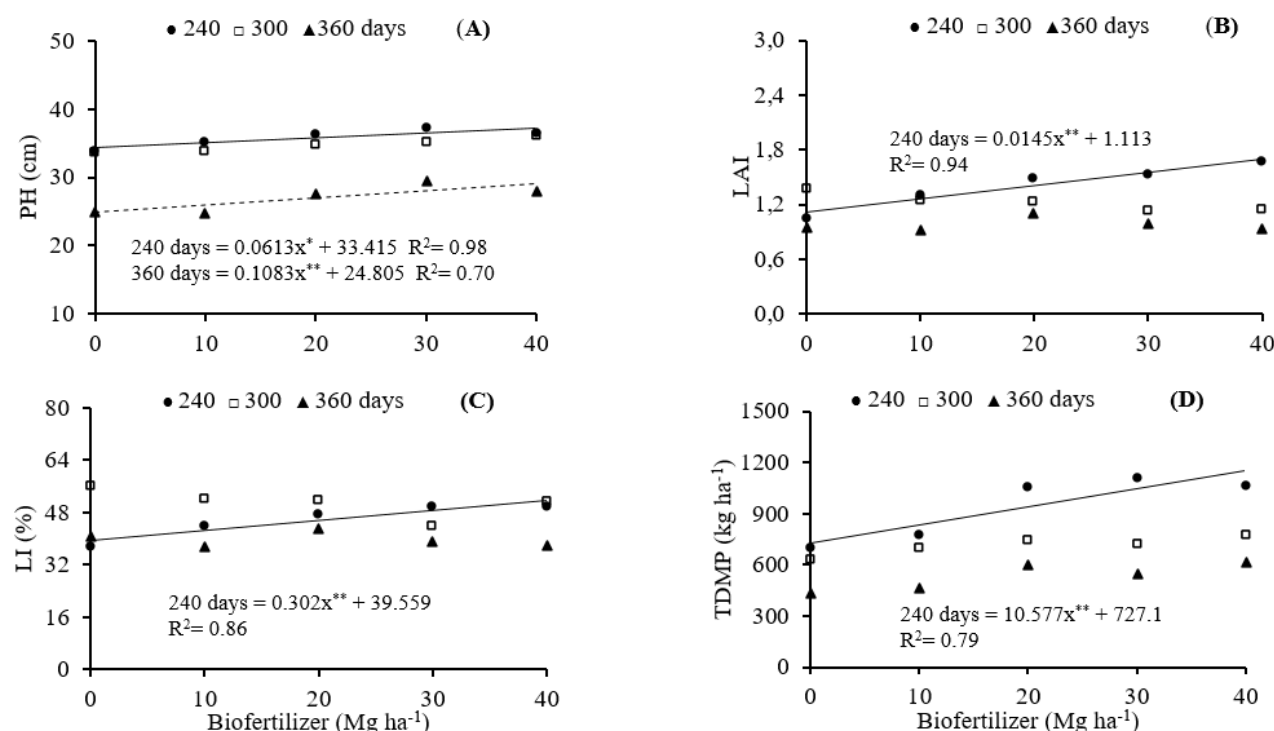 ● 240 □ 300 ▲ 360 days (A)
50
40
30
20
10
PH (cm)
240 days = 0.0613x* + 33.415 R²= 0.98
360 days = 0.1083x** + 24.805 R²= 0.70
0 10 20 30 40
● 240 □ 300 ▲ 360 days (B)
3,0
2,4
1,8
1,2
0,6
0,0
LAI
240 days = 0.0145x** + 1.113
R²= 0.94
0 10 20 30 40
● 240 □ 300 ▲ 360 days (C)
80
64
48
32
16
0
LI (%)
240 days = 0.302x** + 39.559
R²= 0.86
0 10 20 30 40
Biofertilizer (Mg ha⁻¹)
● 240 □ 300 ▲ 360 days (D)
1500
1200
900
600
300
0
TDMP (kg ha⁻¹)
240 days = 10.577x** + 727.1
R²= 0.79
0 10 20 30 40
Biofertilizer (Mg ha⁻¹)